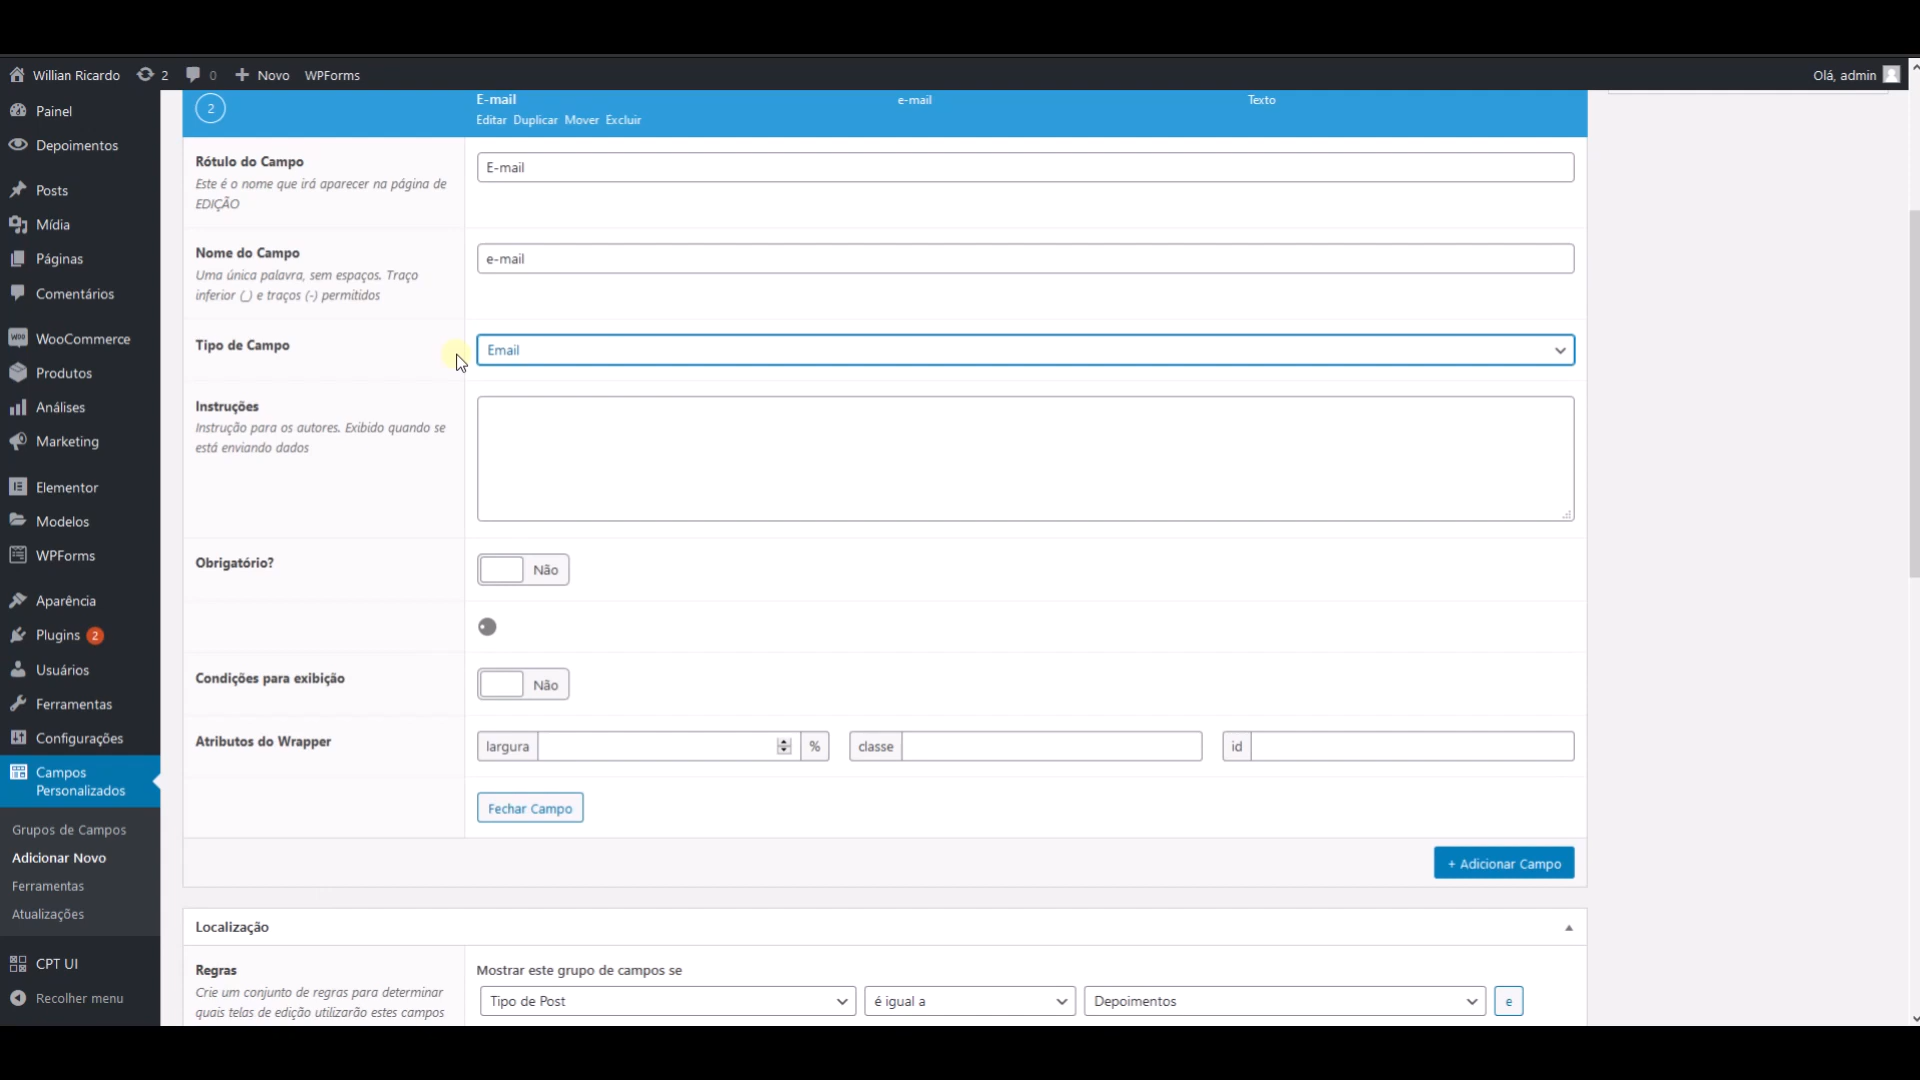 Willian Ricardo 2 0 Novo WPForms Olá, admin
Painel
Depoimentos
Posts
Mídia
Páginas
Comentários
WooCommerce
Produtos
Análises
Marketing
Elementor
Modelos
WPForms
Aparência
Plugins 2
Usuários
Ferramentas
Configurações
Campos
Personalizados
Grupos de Campos
Adicionar Novo
Ferramentas
Atualizações
CPT UI
Recolher menu
2 E-mail e-mail Texto
Editar Duplicar Mover Excluir
Rótulo do Campo
Este é o nome que irá aparecer na página de
EDIÇÃO
E-mail
Nome do Campo
Uma única palavra, sem espaços. Traço
inferior (_) e traços (-) permitidos
e-mail
Tipo de Campo
Email
Instruções
Instrução para os autores. Exibido quando se
está enviando dados
Obrigatório?
Não
Condições para exibição
Não
Atributos do Wrapper
largura % classe id
Fechar Campo
+ Adicionar Campo
Localização
Regras
Crie um conjunto de regras para determinar
quais telas de edição utilizarão estes campos
Mostrar este grupo de campos se
Tipo de Post é igual a Depoimentos e